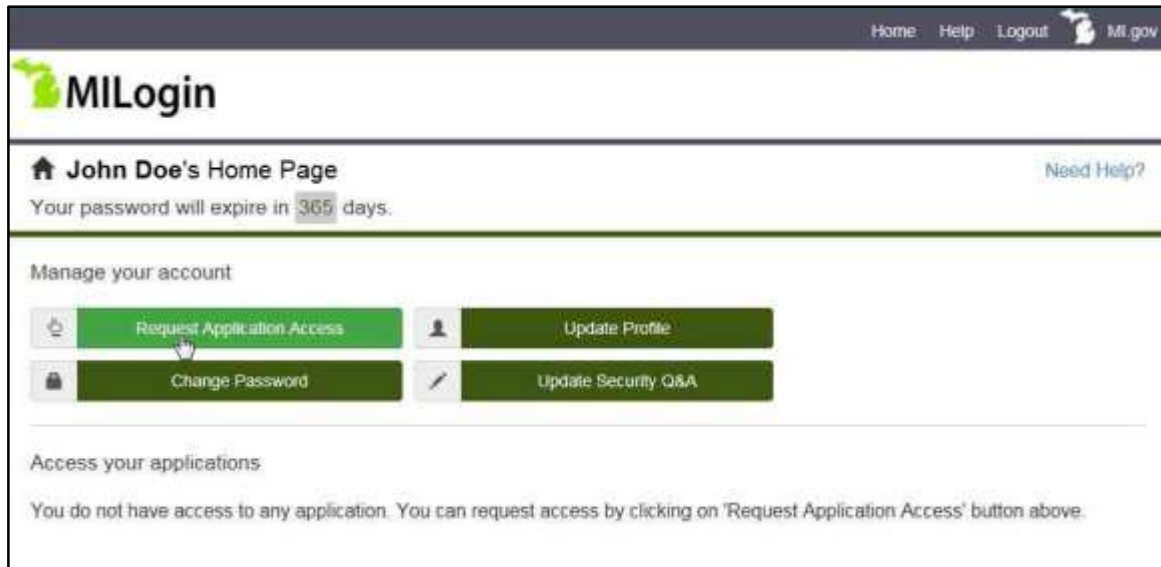 Home Help Logout MI.gov
MILogin
John Doe's Home Page
Need Help?
Your password will expire in 365 days.
Manage your account
Request Application Access
Update Profile
Change Password
Update Security Q&A
Access your applications
You do not have access to any application. You can request access by clicking on 'Request Application Access' button above.